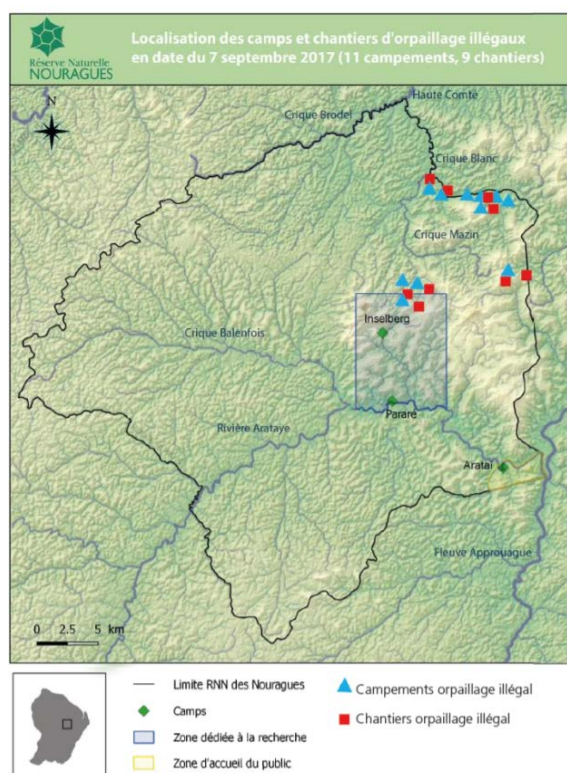 Réserve Naturelle
NOURAGUES
Localisation des camps et chantiers d'orpaillage illégaux
en date du 7 septembre 2017 (11 campements, 9 chantiers)
N
Haute Comté
Crique Brodel
Crique Blanc
Crique Mazin
Inselberg
Crique Balenfois
Pararé
Rivière Arataye
Arataï
Fleuve Approuague
0 2.5 5 km
Limite RNN des Nouragues
Camps
Zone dédiée à la recherche
Zone d'accueil du public
Campements orpaillage illégal
Chantiers orpaillage illégal